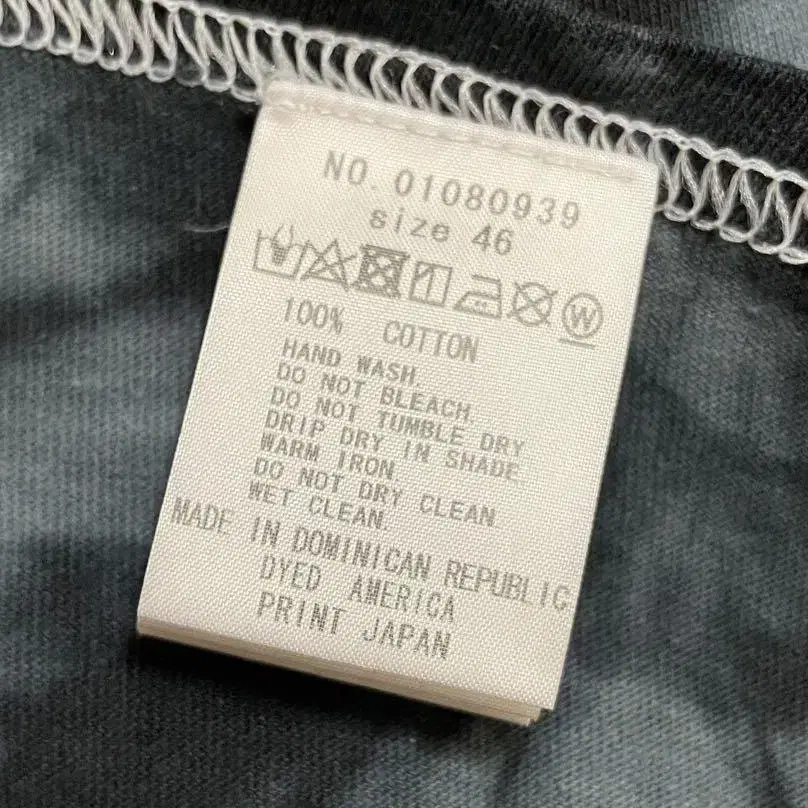 NO. 01080939
size 46
W
100% COTTON
HAND WASH.
DO NOT BLEACH
DO NOT TUMBLE DRY
DRIP DRY IN SHADE
WARM IRON
DO NOT DRY CLEAN
WET CLEAN
MADE IN DOMINICAN REPUBLIC
DYED AMERICA
PRINT JAPAN